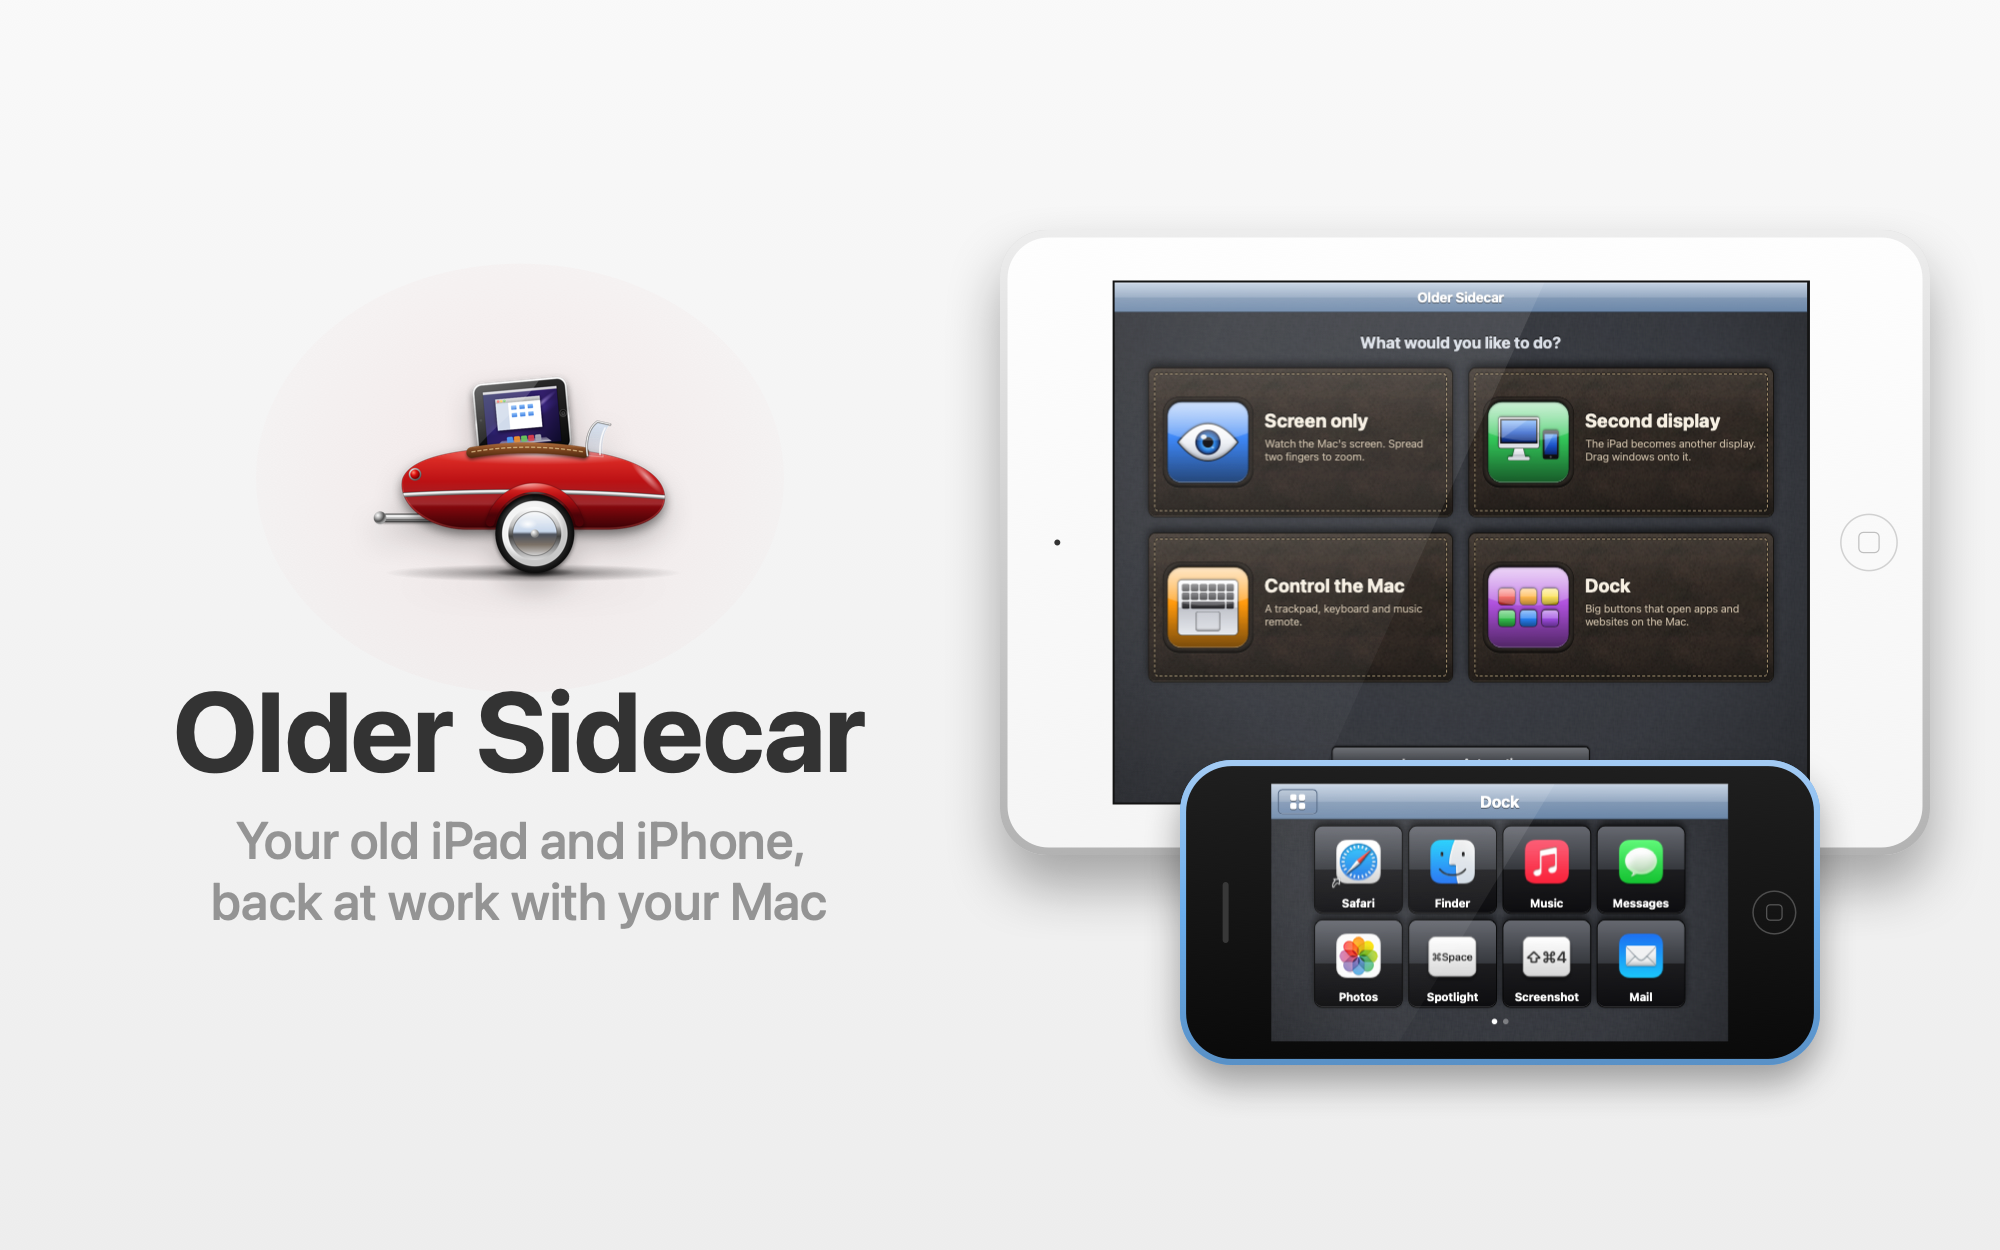 Older Sidecar
Your old iPad and iPhone,
back at work with your Mac
Older Sidecar
What would you like to do?
Screen only
Watch the Mac's screen. Spread
two fingers to zoom.
Second display
The iPad becomes another display.
Drag windows onto it.
Control the Mac
A trackpad, keyboard and music
remote.
Dock
Big buttons that open apps and
websites on the Mac.
Dock
Safari
Finder
Music
Messages
⌘Space
⇧⌘4
Photos
Spotlight
Screenshot
Mail